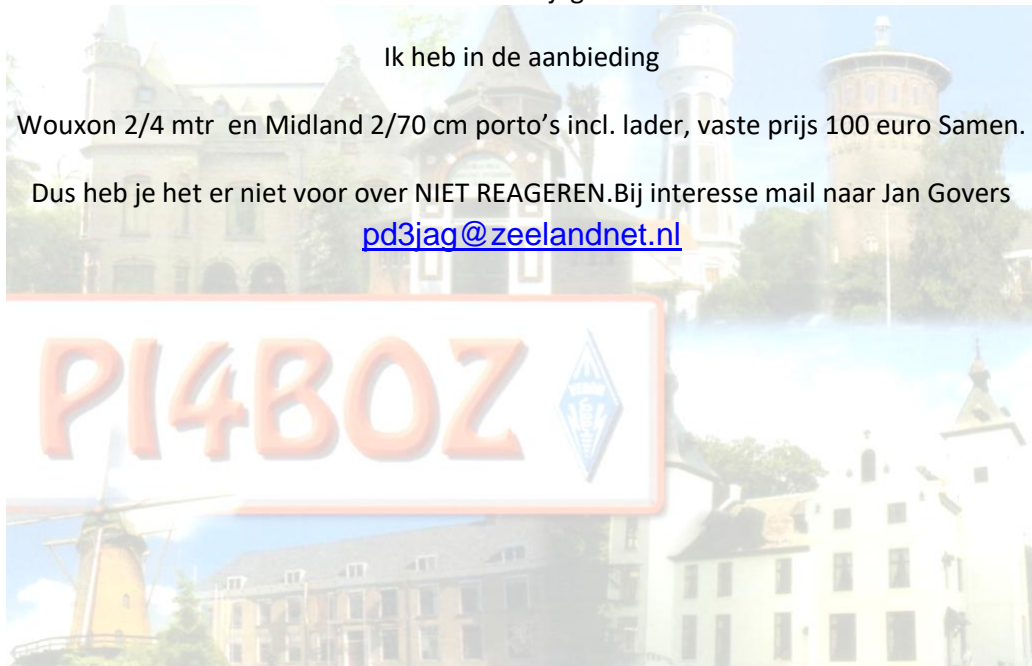 Ik heb in de aanbieding
Wouxon 2/4 mtr en Midland 2/70 cm porto’s incl. lader, vaste prijs 100 euro Samen.
Dus heb je het er niet voor over NIET REAGEREN.Bij interesse mail naar Jan Govers
pd3jag@zeelandnet.nl
PI4BOZ